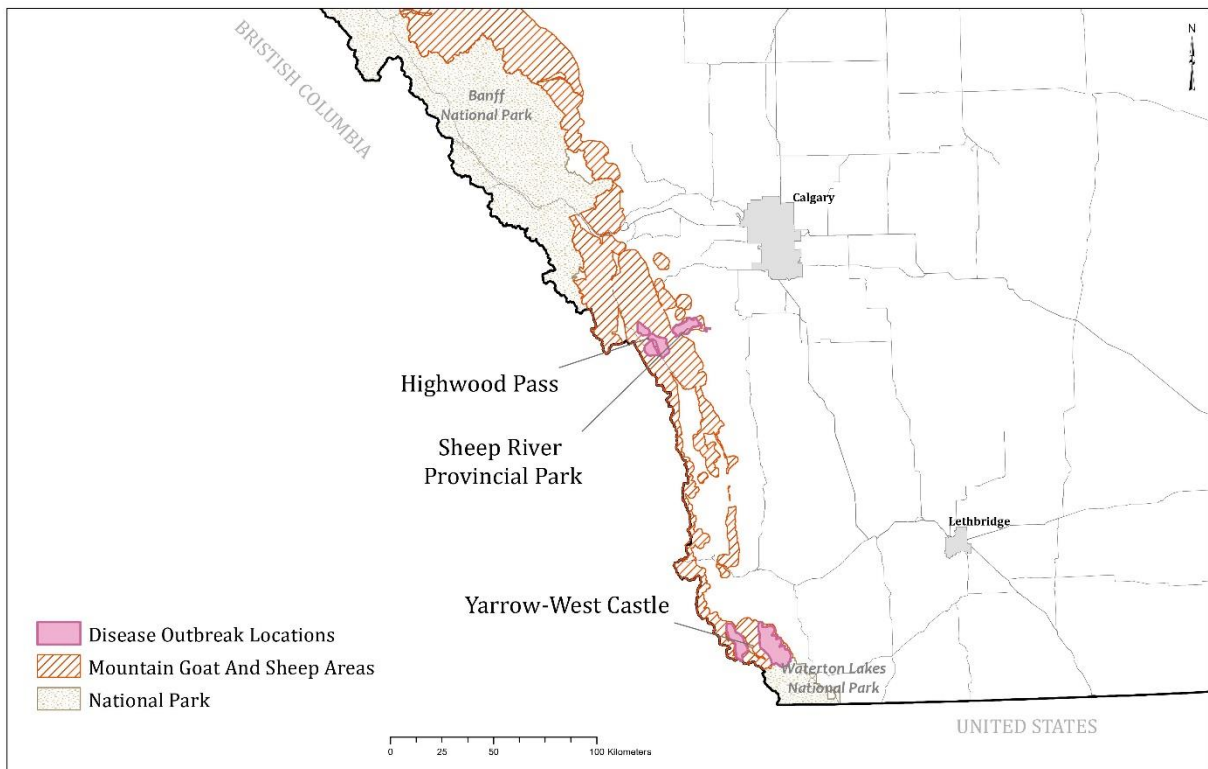 BRISTISH COLUMBIA
N
Banff
National Park
Calgary
Highwood Pass
Sheep River
Provincial Park
Lethbridge
Yarrow-West Castle
Disease Outbreak Locations
Mountain Goat And Sheep Areas
National Park
Waterton Lakes
National Park
UNITED STATES
0 25 50 100 Kilometers